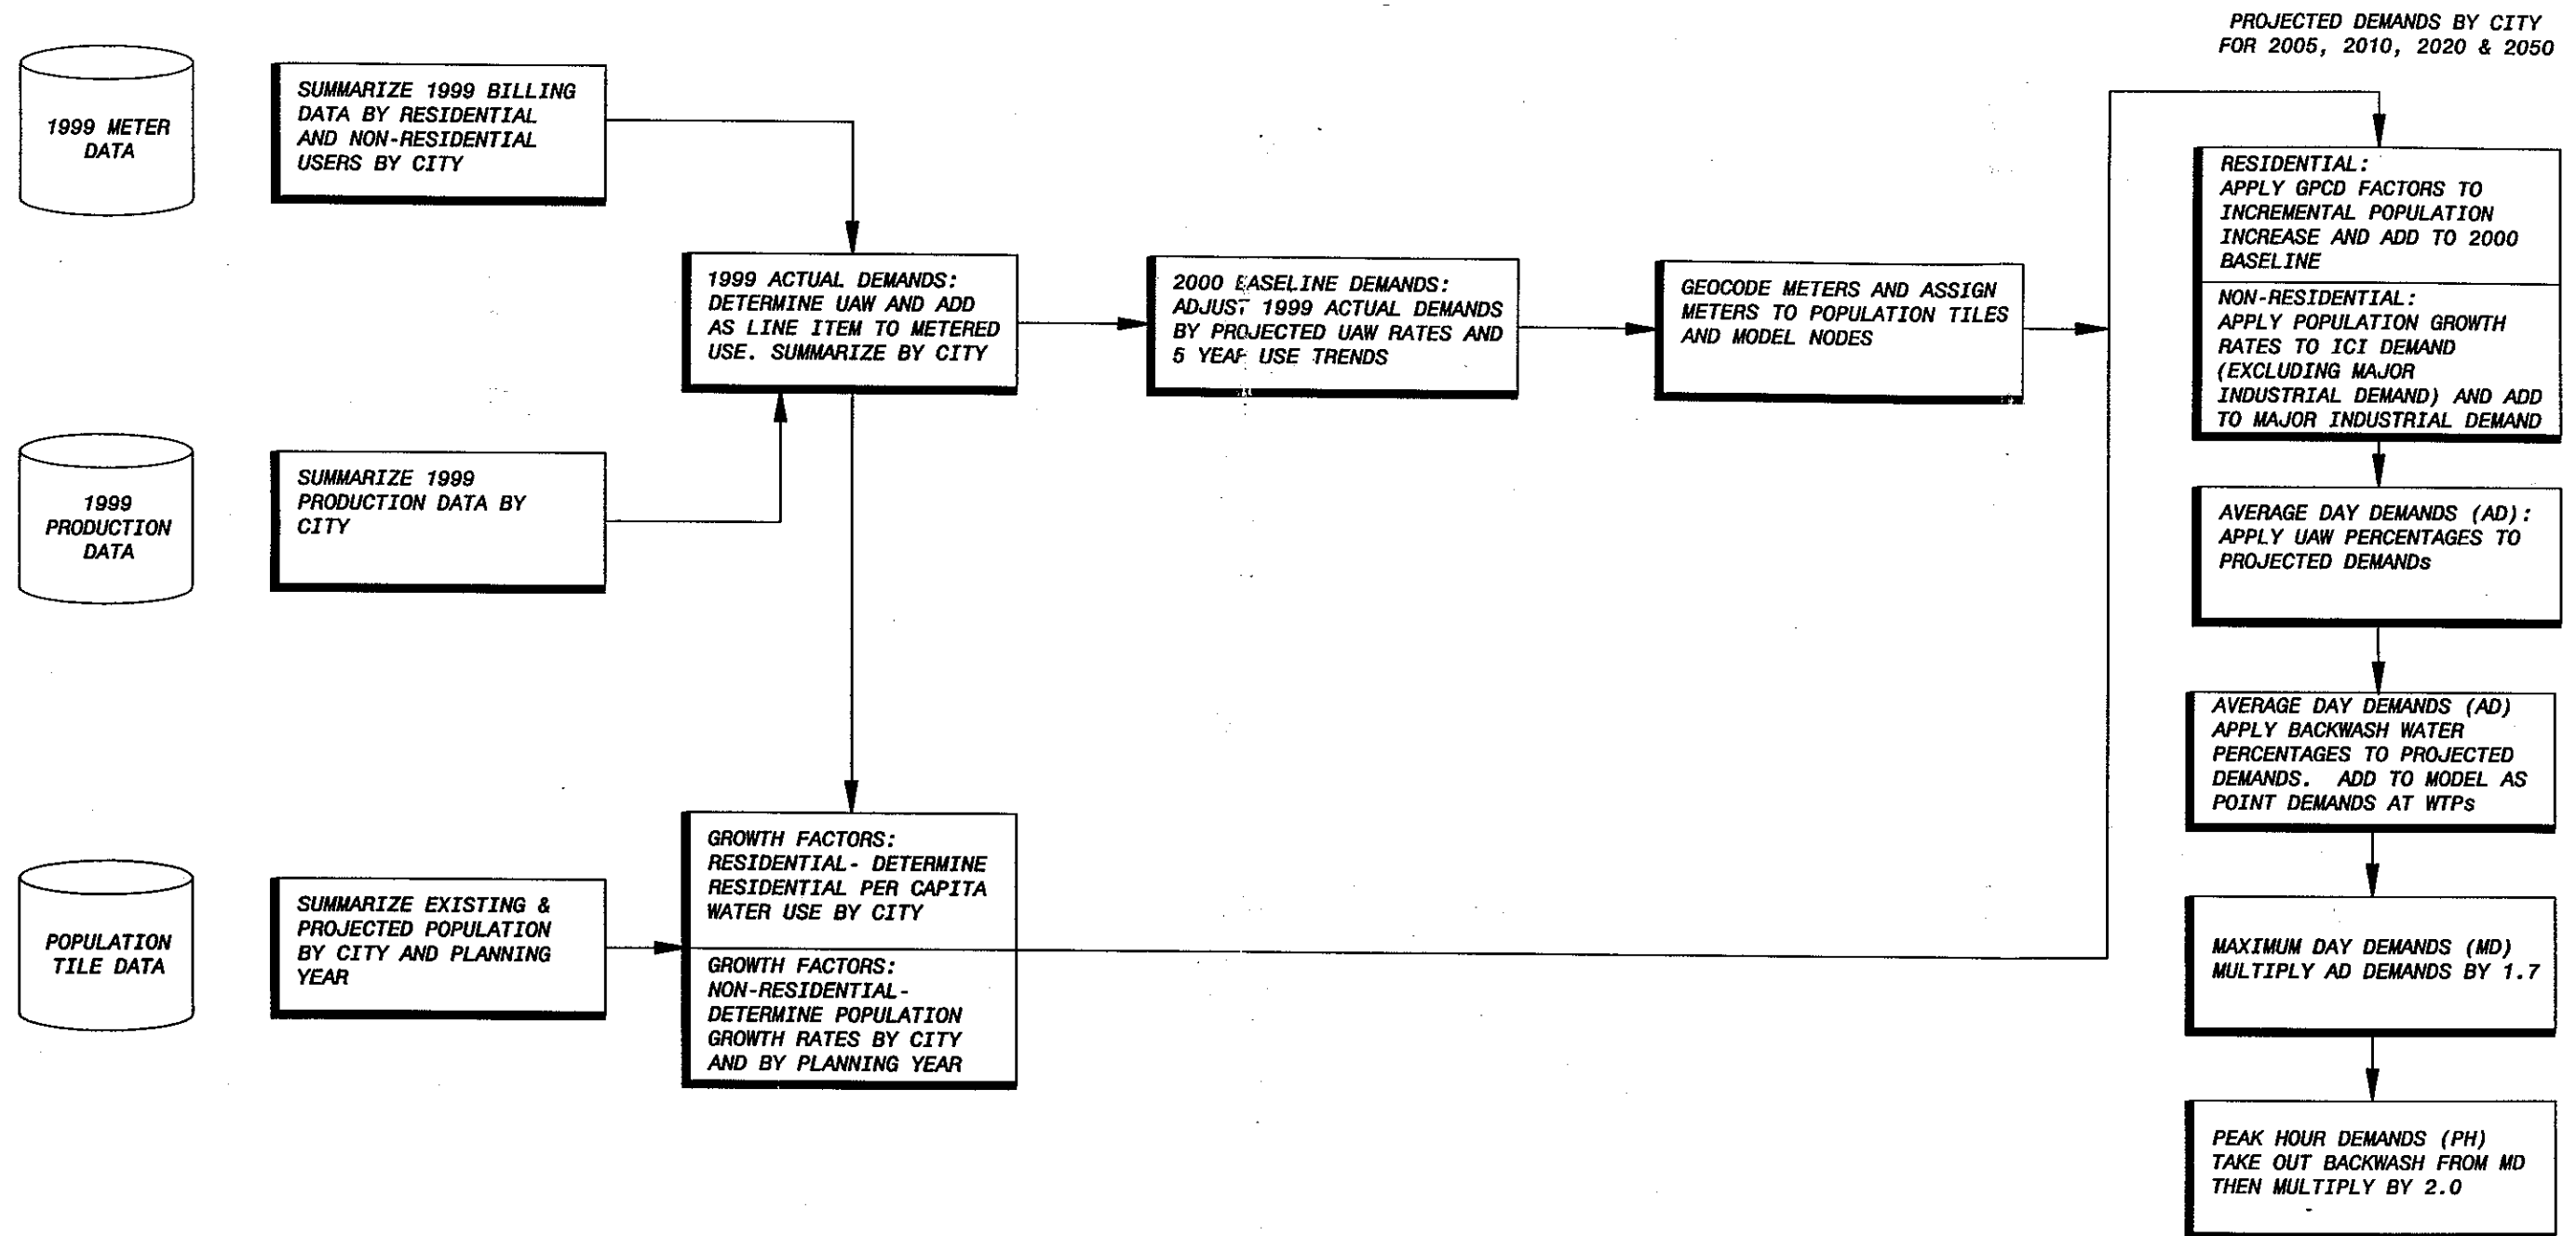 PROJECTED DEMANDS BY CITY
FOR 2005, 2010, 2020 & 2050
1999 METER
DATA
SUMMARIZE 1999 BILLING
DATA BY RESIDENTIAL
AND NON-RESIDENTIAL
USERS BY CITY
1999 ACTUAL DEMANDS:
DETERMINE UAW AND ADD
AS LINE ITEM TO METERED
USE. SUMMARIZE BY CITY
2000 BASELINE DEMANDS:
ADJUST 1999 ACTUAL DEMANDS
BY PROJECTED UAW RATES AND
5 YEAR USE TRENDS
GEOCODE METERS AND ASSIGN
METERS TO POPULATION TILES
AND MODEL NODES
RESIDENTIAL:
APPLY GPCD FACTORS TO
INCREMENTAL POPULATION
INCREASE AND ADD TO 2000
BASELINE
NON-RESIDENTIAL:
APPLY POPULATION GROWTH
RATES TO ICI DEMAND
(EXCLUDING MAJOR
INDUSTRIAL DEMAND) AND ADD
TO MAJOR INDUSTRIAL DEMAND
1999
PRODUCTION
DATA
SUMMARIZE 1999
PRODUCTION DATA BY
CITY
AVERAGE DAY DEMANDS (AD):
APPLY UAW PERCENTAGES TO
PROJECTED DEMANDs
AVERAGE DAY DEMANDS (AD)
APPLY BACKWASH WATER
PERCENTAGES TO PROJECTED
DEMANDS. ADD TO MODEL AS
POINT DEMANDS AT WTPs
POPULATION
TILE DATA
SUMMARIZE EXISTING &
PROJECTED POPULATION
BY CITY AND PLANNING
YEAR
GROWTH FACTORS:
RESIDENTIAL- DETERMINE
RESIDENTIAL PER CAPITA
WATER USE BY CITY
GROWTH FACTORS:
NON-RESIDENTIAL-
DETERMINE POPULATION
GROWTH RATES BY CITY
AND BY PLANNING YEAR
MAXIMUM DAY DEMANDS (MD)
MULTIPLY AD DEMANDS BY 1.7
PEAK HOUR DEMANDS (PH)
TAKE OUT BACKWASH FROM MD
THEN MULTIPLY BY 2.0